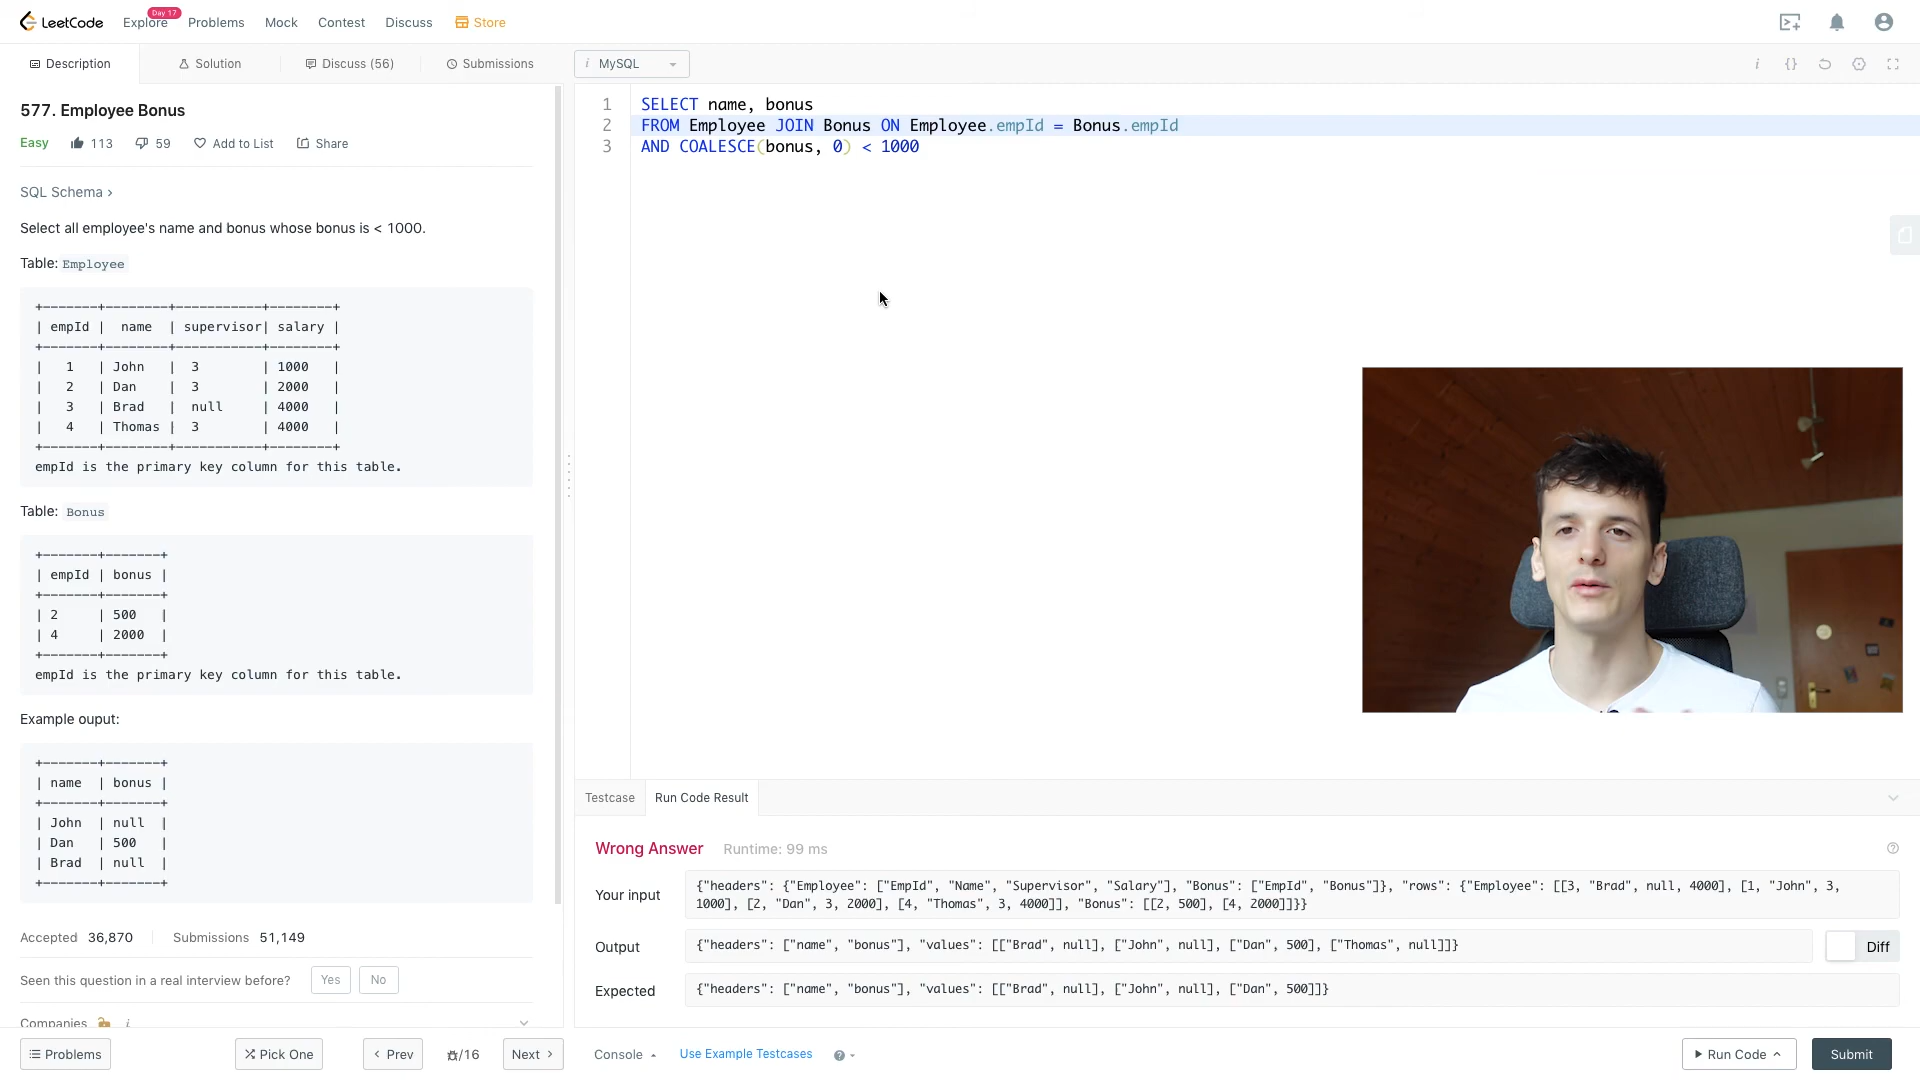 LeetCode
Explore
Day 17
Problems
Mock
Contest
Discuss
Store
Description
Solution
Discuss (56)
Submissions
i MySQL
i {}
577. Employee Bonus
Easy
113
59
Add to List
Share
SQL Schema ›
Select all employee's name and bonus whose bonus is < 1000.
Table: Employee
+-------+--------+-----------+--------+
| empId |  name  | supervisor| salary |
+-------+--------+-----------+--------+
|   1   | John   |  3        | 1000   |
|   2   | Dan    |  3        | 2000   |
|   3   | Brad   |  null     | 4000   |
|   4   | Thomas |  3        | 4000   |
+-------+--------+-----------+--------+
empId is the primary key column for this table.
Table: Bonus
+-------+-------+
| empId | bonus |
+-------+-------+
| 2     | 500   |
| 4     | 2000  |
+-------+-------+
empId is the primary key column for this table.
Example ouput:
+-------+-------+
| name  | bonus |
+-------+-------+
| John  | null  |
| Dan   | 500   |
| Brad  | null  |
+-------+-------+
Accepted 36,870
Submissions 51,149
Seen this question in a real interview before?
Yes
No
Companies i
Problems
Pick One
‹ Prev
/16
Next ›
1 SELECT name, bonus
2 FROM Employee JOIN Bonus ON Employee.empId = Bonus.empId
3 AND COALESCE(bonus, 0) < 1000
Testcase
Run Code Result
Wrong Answer
Runtime: 99 ms
?
Your input
{"headers": {"Employee": ["EmpId", "Name", "Supervisor", "Salary"], "Bonus": ["EmpId", "Bonus"]}, "rows": {"Employee": [[3, "Brad", null, 4000], [1, "John", 3,
1000], [2, "Dan", 3, 2000], [4, "Thomas", 3, 4000]], "Bonus": [[2, 500], [4, 2000]]}}
Output
{"headers": ["name", "bonus"], "values": [["Brad", null], ["John", null], ["Dan", 500], ["Thomas", null]]}
Diff
Expected
{"headers": ["name", "bonus"], "values": [["Brad", null], ["John", null], ["Dan", 500]]}
Console
Use Example Testcases
?
Run Code
Submit